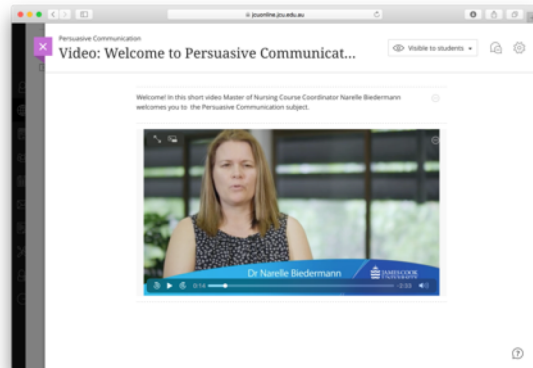 jcuonline.jcu.edu.au
Persuasive Communication
Video: Welcome to Persuasive Communicat...
Visible to students
Welcome! In this short video Master of Nursing Course Coordinator Narelle Biedermann
welcomes you to the Persuasive Communication subject.
Dr Narelle Biedermann
JAMES COOK
UNIVERSITY
0:14
-2:33